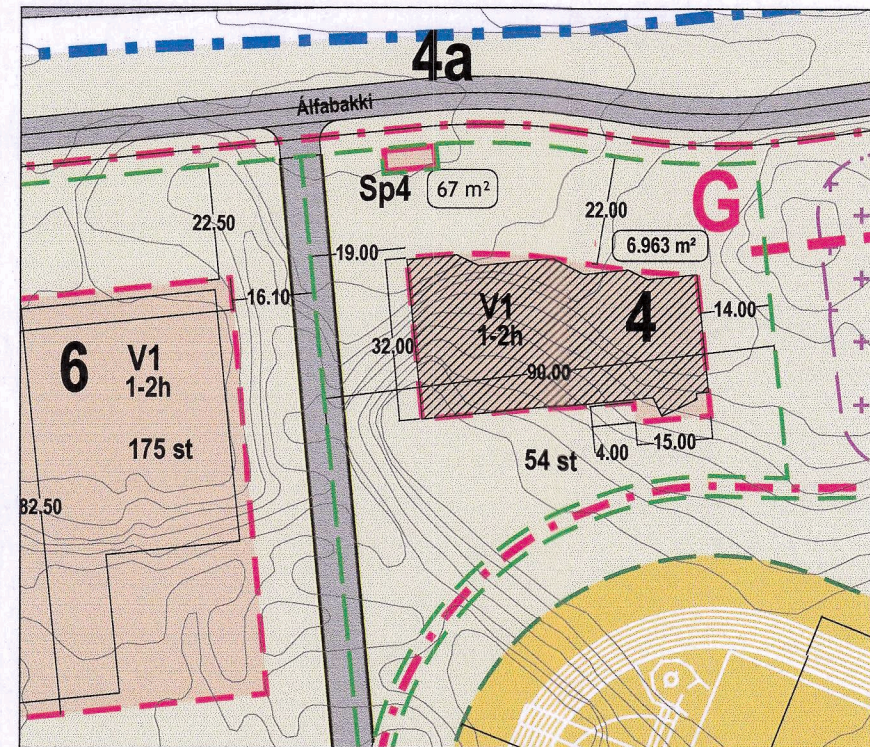 4a
Álfabakki
Sp4
67 m²
22.50
22.00
G
6.963 m²
19.00
16.10
V1
1-2h
4
14.00
32.00
6
V1
1-2h
90.00
175 st
54 st
4.00
15.00
82.50